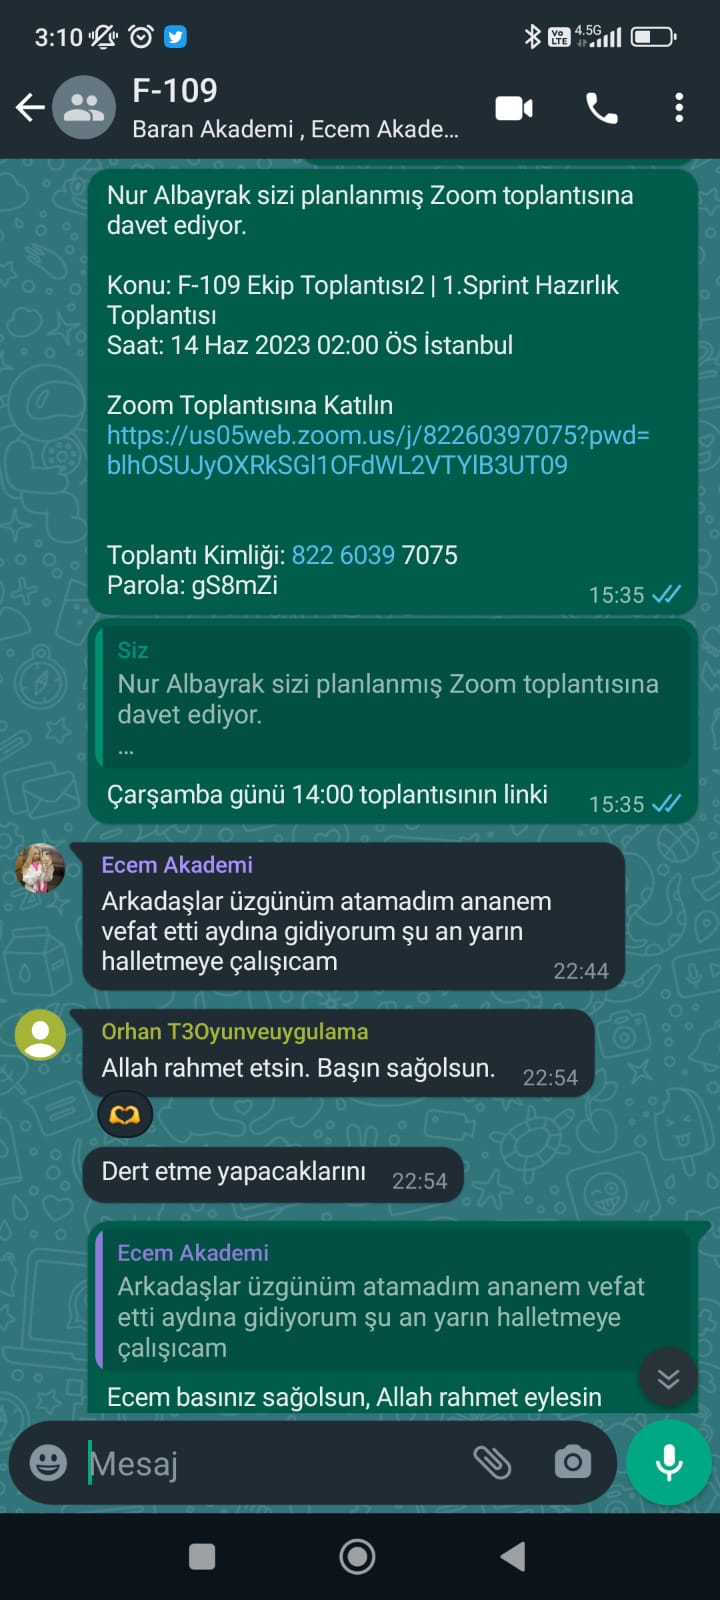 3:10
Vo LTE 4.5G
F-109
Baran Akademi , Ecem Akade...
Nur Albayrak sizi planlanmış Zoom toplantısına
davet ediyor.
Konu: F-109 Ekip Toplantısı2 | 1.Sprint Hazırlık
Toplantısı
Saat: 14 Haz 2023 02:00 ÖS İstanbul
Zoom Toplantısına Katılın
https://us05web.zoom.us/j/82260397075?pwd=
blhOSUJyOXRkSGl1OFdWL2VTYlB3UT09
Toplantı Kimliği: 822 6039 7075
Parola: gS8mZi
15:35
Siz
Nur Albayrak sizi planlanmış Zoom toplantısına
davet ediyor.
...
Çarşamba günü 14:00 toplantısının linki
15:35
Ecem Akademi
Arkadaşlar üzgünüm atamadım ananem
vefat etti aydına gidiyorum şu an yarın
halletmeye çalışıcam
22:44
Orhan T3Oyunveuygulama
Allah rahmet etsin. Başın sağolsun.
22:54
Dert etme yapacaklarını
22:54
Ecem Akademi
Arkadaşlar üzgünüm atamadım ananem vefat
etti aydına gidiyorum şu an yarın halletmeye
çalışıcam
Ecem basınız sağolsun, Allah rahmet eylesin
Mesaj